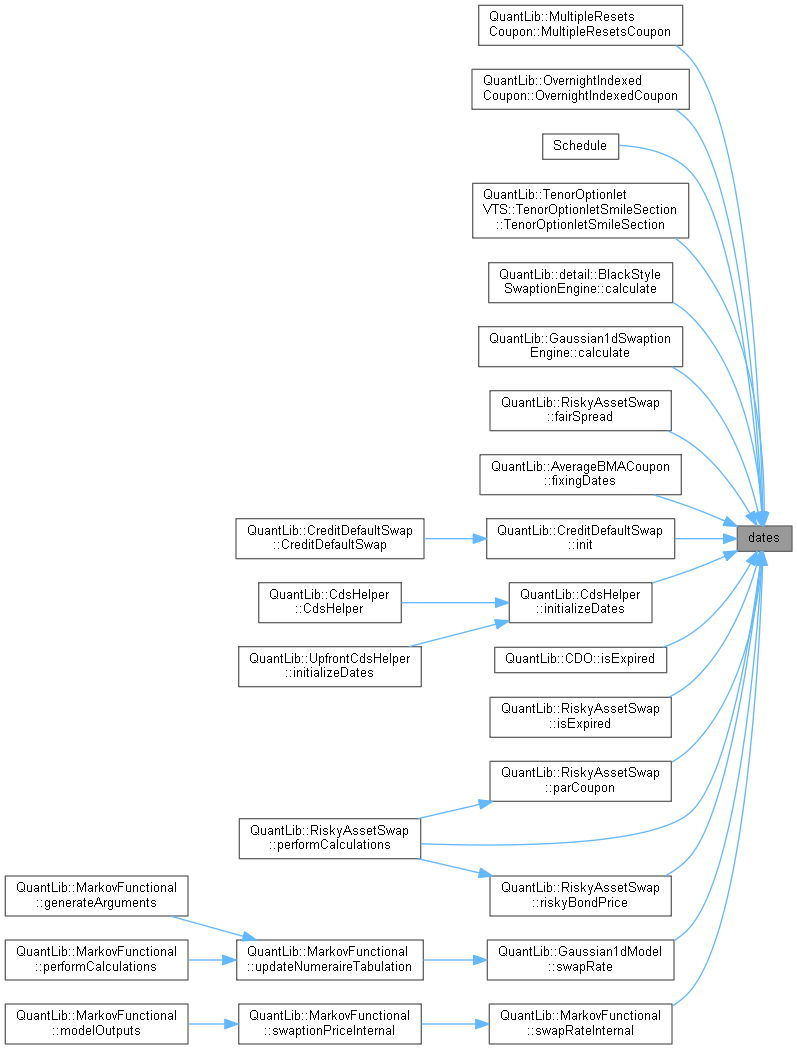 QuantLib::MultipleResets
Coupon::MultipleResetsCoupon
QuantLib::OvernightIndexed
Coupon::OvernightIndexedCoupon
Schedule
QuantLib::TenorOptionlet
VTS::TenorOptionletSmileSection
::TenorOptionletSmileSection
QuantLib::detail::BlackStyle
SwaptionEngine::calculate
QuantLib::Gaussian1dSwaption
Engine::calculate
QuantLib::RiskyAssetSwap
::fairSpread
QuantLib::AverageBMACoupon
::fixingDates
QuantLib::CreditDefaultSwap
::CreditDefaultSwap
QuantLib::CreditDefaultSwap
::init
dates
QuantLib::CdsHelper
::CdsHelper
QuantLib::CdsHelper
::initializeDates
QuantLib::UpfrontCdsHelper
::initializeDates
QuantLib::CDO::isExpired
QuantLib::RiskyAssetSwap
::isExpired
QuantLib::RiskyAssetSwap
::parCoupon
QuantLib::RiskyAssetSwap
::performCalculations
QuantLib::RiskyAssetSwap
::riskyBondPrice
QuantLib::MarkovFunctional
::generateArguments
QuantLib::MarkovFunctional
::performCalculations
QuantLib::MarkovFunctional
::updateNumeraireTabulation
QuantLib::Gaussian1dModel
::swapRate
QuantLib::MarkovFunctional
::modelOutputs
QuantLib::MarkovFunctional
::swaptionPriceInternal
QuantLib::MarkovFunctional
::swapRateInternal